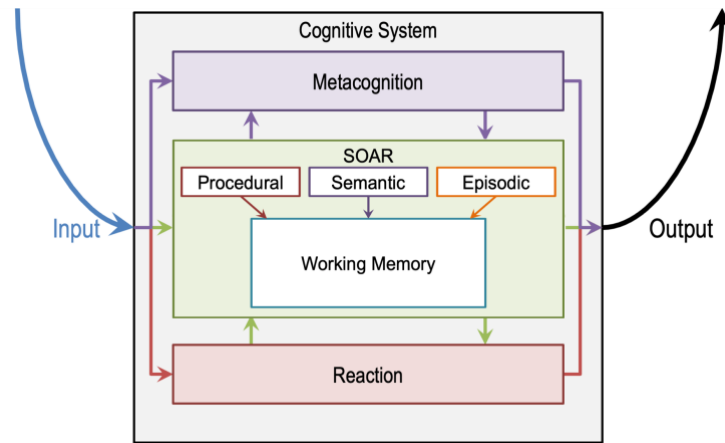 Cognitive System
Metacognition
SOAR
Procedural
Semantic
Episodic
Input
Working Memory
Output
Reaction